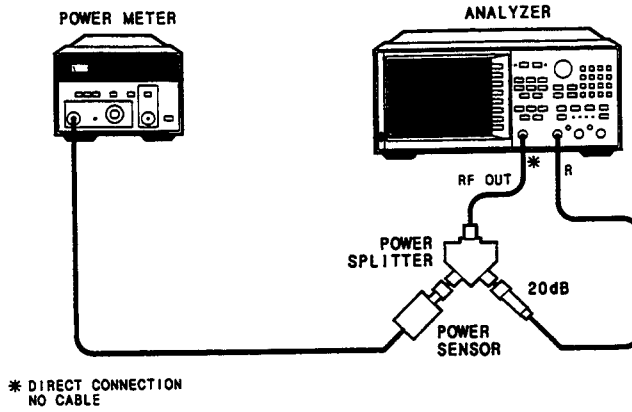 POWER METER
ANALYZER
*
R
RF OUT
POWER
SPLITTER
20dB
POWER
SENSOR
* DIRECT CONNECTION
NO CABLE